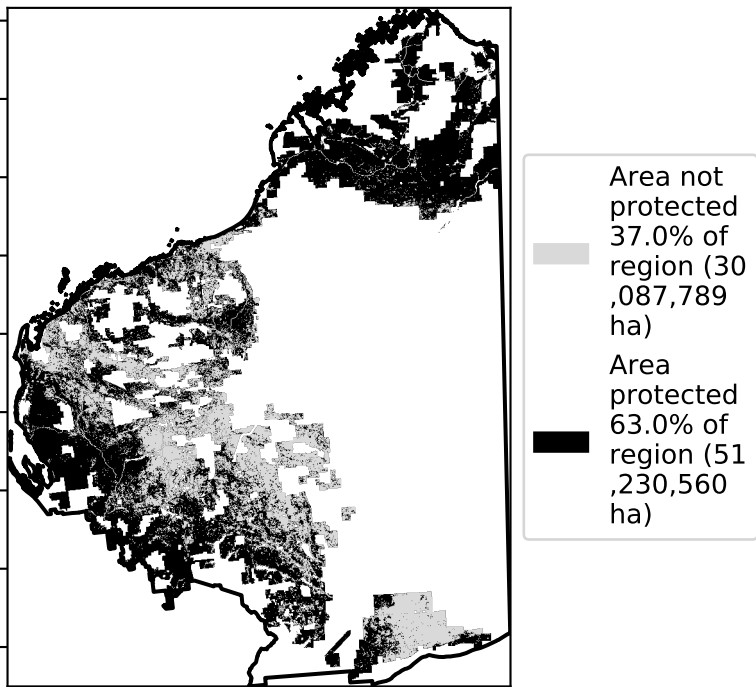 Area not
protected
37.0% of
region (30
,087,789
ha)
Area
protected
63.0% of
region (51
,230,560
ha)